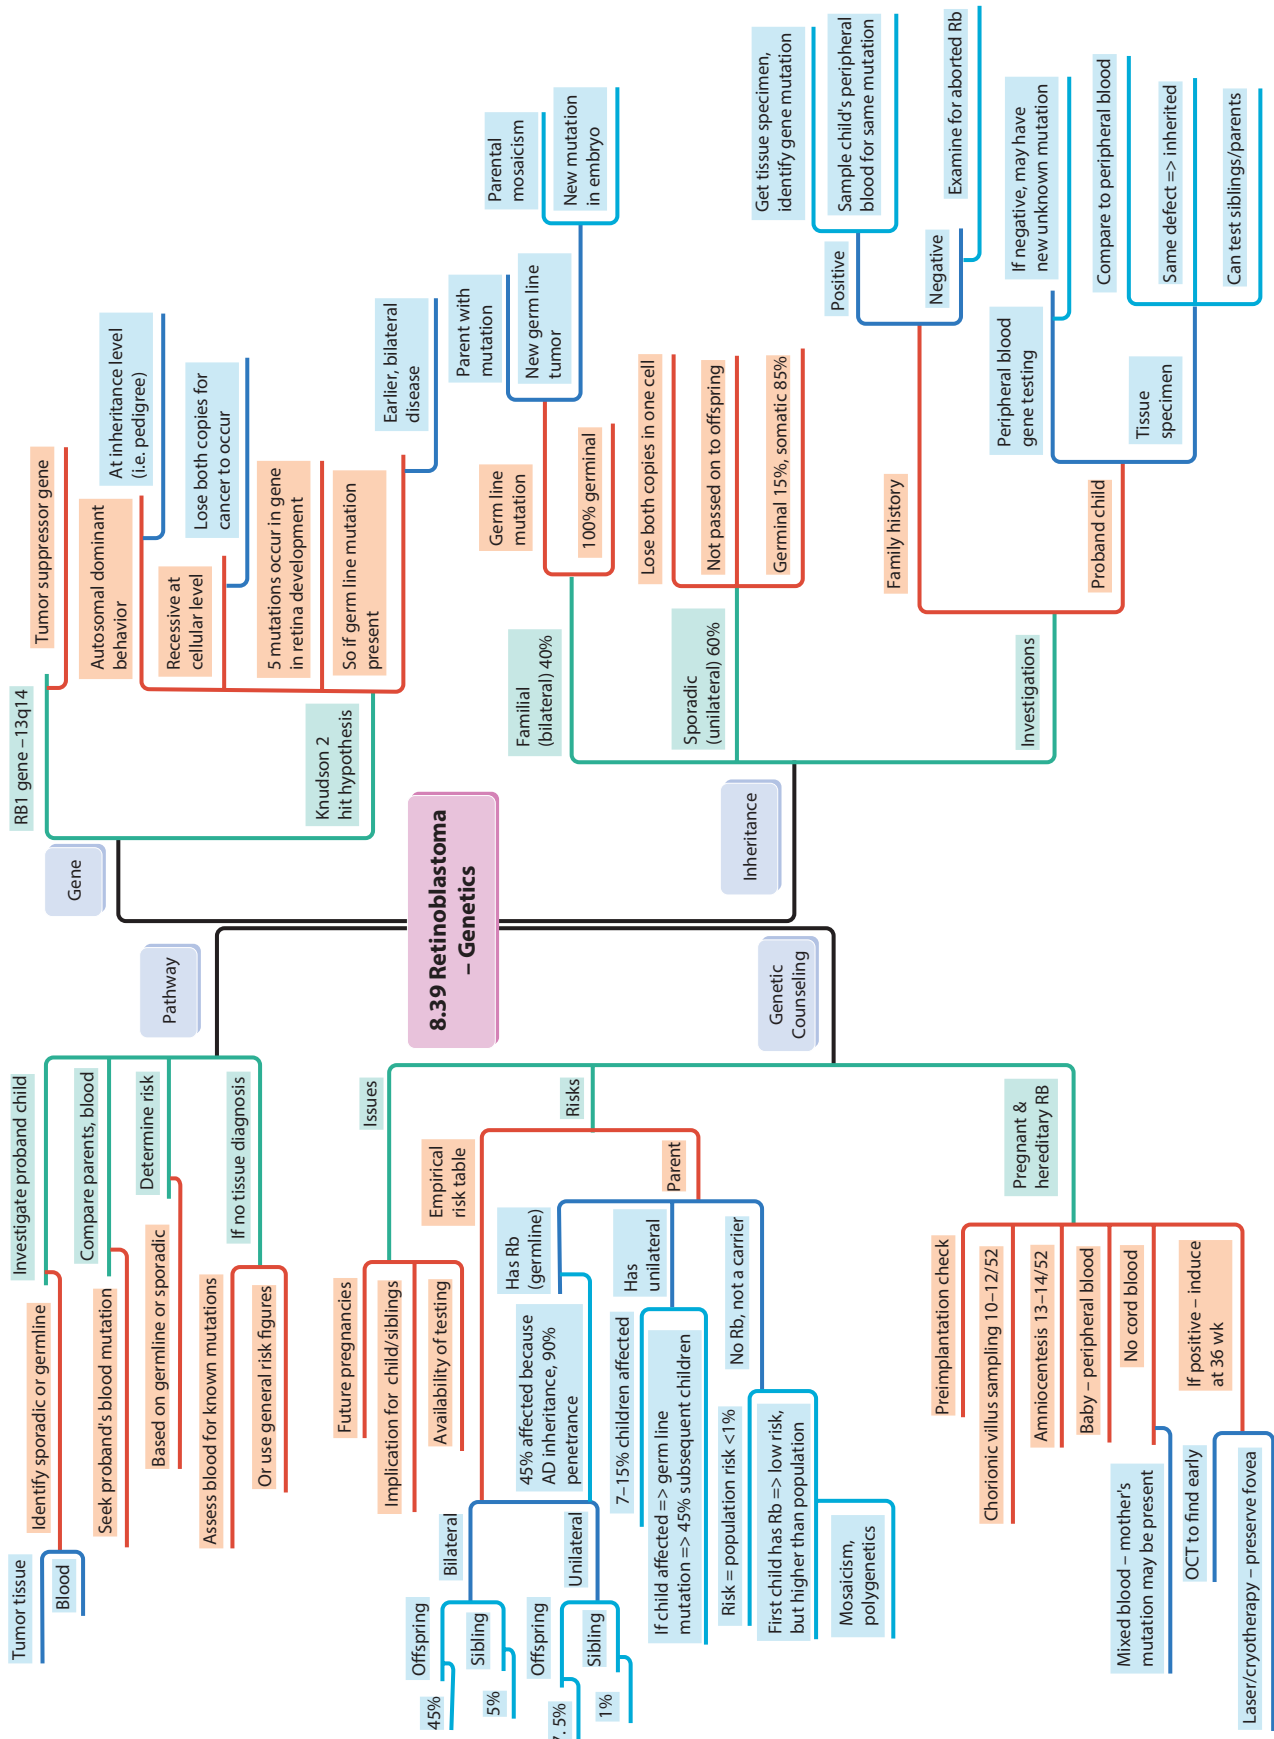 8.39 Retinoblastoma
– Genetics
Gene
RB1 gene –13q14
Tumor suppressor gene
Knudson 2
hit hypothesis
Autosomal dominant
behavior
At inheritance level
(i.e. pedigree)
Recessive at
cellular level
Lose both copies for
cancer to occur
5 mutations occur in gene
in retina development
So if germ line mutation
present
Earlier, bilateral
disease
Inheritance
Familial
(bilateral) 40%
Germ line
mutation
Parent with
mutation
New germ line
tumor
Parental
mosaicism
New mutation
in embryo
100% germinal
Sporadic
(unilateral) 60%
Lose both copies in one cell
Not passed on to offspring
Germinal 15%, somatic 85%
Investigations
Family history
Positive
Get tissue specimen,
identify gene mutation
Sample child's peripheral
blood for same mutation
Negative
Examine for aborted Rb
Proband child
Peripheral blood
gene testing
If negative, may have
new unknown mutation
Tissue
specimen
Compare to peripheral blood
Same defect => inherited
Can test siblings/parents
Pathway
Investigate proband child
Identify sporadic or germline
Tumor tissue
Blood
Compare parents, blood
Seek proband's blood mutation
Determine risk
Based on germline or sporadic
If no tissue diagnosis
Assess blood for known mutations
Or use general risk figures
Genetic
Counseling
Issues
Future pregnancies
Implication for child/siblings
Availability of testing
Risks
Empirical
risk table
Bilateral
Offspring
45%
Sibling
5%
Unilateral
Offspring
. 5%
Sibling
1%
Parent
Has Rb
(germline)
45% affected because
AD inheritance, 90%
penetrance
Has
unilateral
7–15% children affected
If child affected => germ line
mutation => 45% subsequent children
No Rb, not a carrier
Risk = population risk <1%
First child has Rb => low risk,
but higher than population
Mosaicism,
polygenetics
Pregnant &
hereditary RB
Preimplantation check
Chorionic villus sampling 10–12/52
Amniocentesis 13–14/52
Baby – peripheral blood
No cord blood
Mixed blood – mother's
mutation may be present
If positive – induce
at 36 wk
OCT to find early
Laser/cryotherapy – preserve fovea